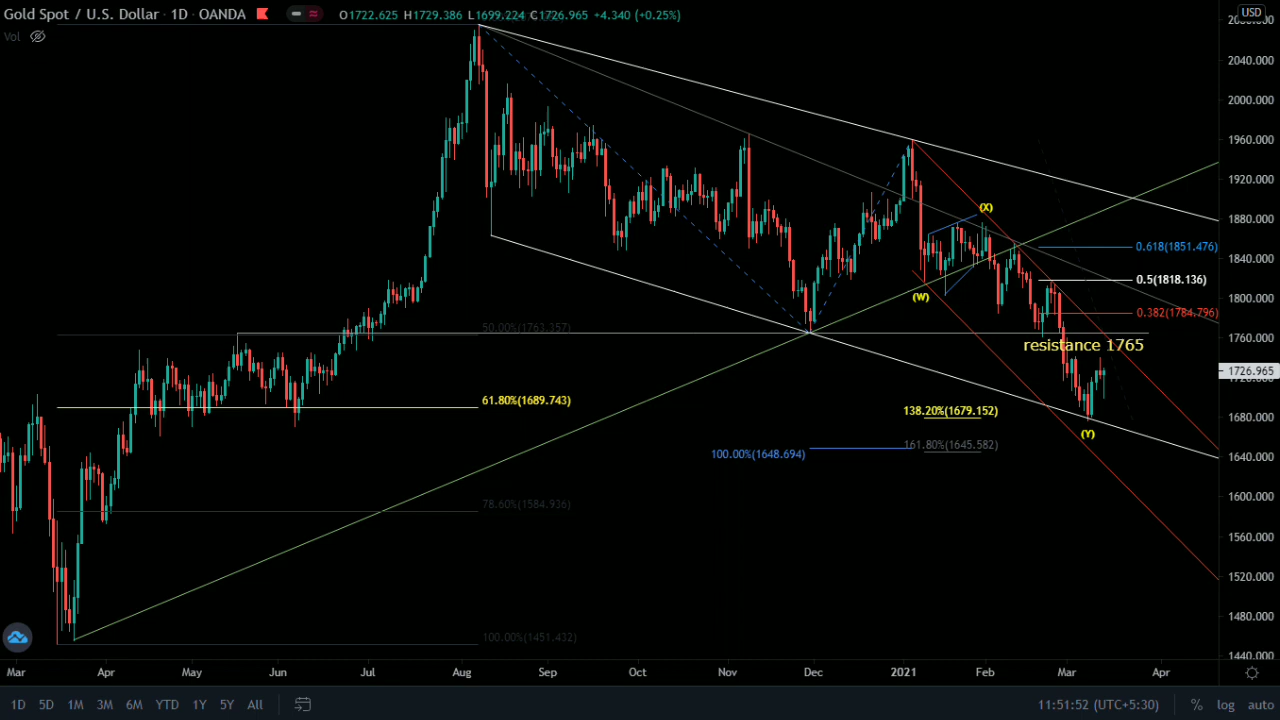 Gold Spot / U.S. Dollar · 1D · OANDA O1722.625 H1729.386 L1699.224 C1726.965 +4.340 (+0.25%)
Vol
USD
2040.000
2000.000
1960.000
1920.000
1880.000
1840.000
1800.000
1760.000
1726.965
1680.000
1640.000
1600.000
1560.000
1520.000
1480.000
1440.000
(X)
(W)
(Y)
0.618(1851.476)
0.5(1818.136)
0.382(1784.796)
resistance 1765
50.00%(1763.357)
61.80%(1689.743)
138.20%(1679.152)
161.80%(1645.582)
100.00%(1648.694)
78.60%(1584.936)
100.00%(1451.432)
Mar Apr May Jun Jul Aug Sep Oct Nov Dec 2021 Feb Mar Apr
1D 5D 1M 3M 6M YTD 1Y 5Y All 11:51:52 (UTC+5:30) % log auto